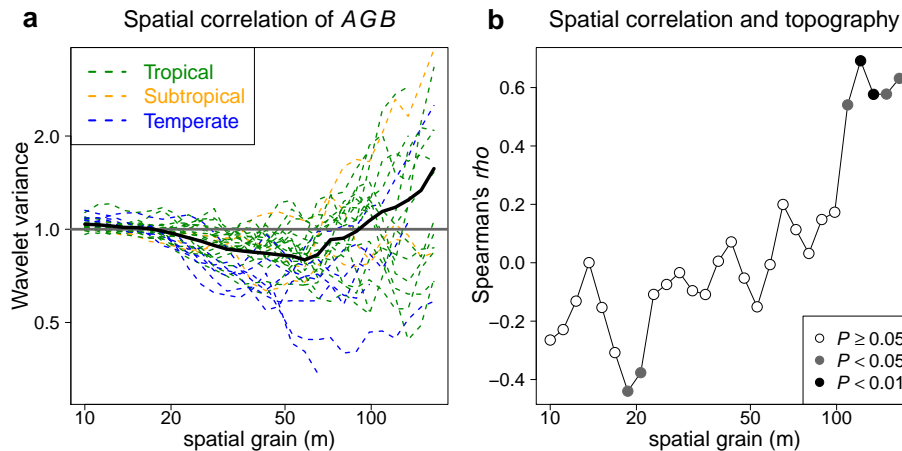 a Spatial correlation of AGB
Tropical
Subtropical
Temperate
Wavelet variance
2.0
1.0
0.5
10 20 50 100
spatial grain (m)
b Spatial correlation and topography
Spearman's rho
0.6
0.4
0.2
0.0
−0.2
−0.4
P ≥ 0.05
P < 0.05
P < 0.01
10 20 50 100
spatial grain (m)